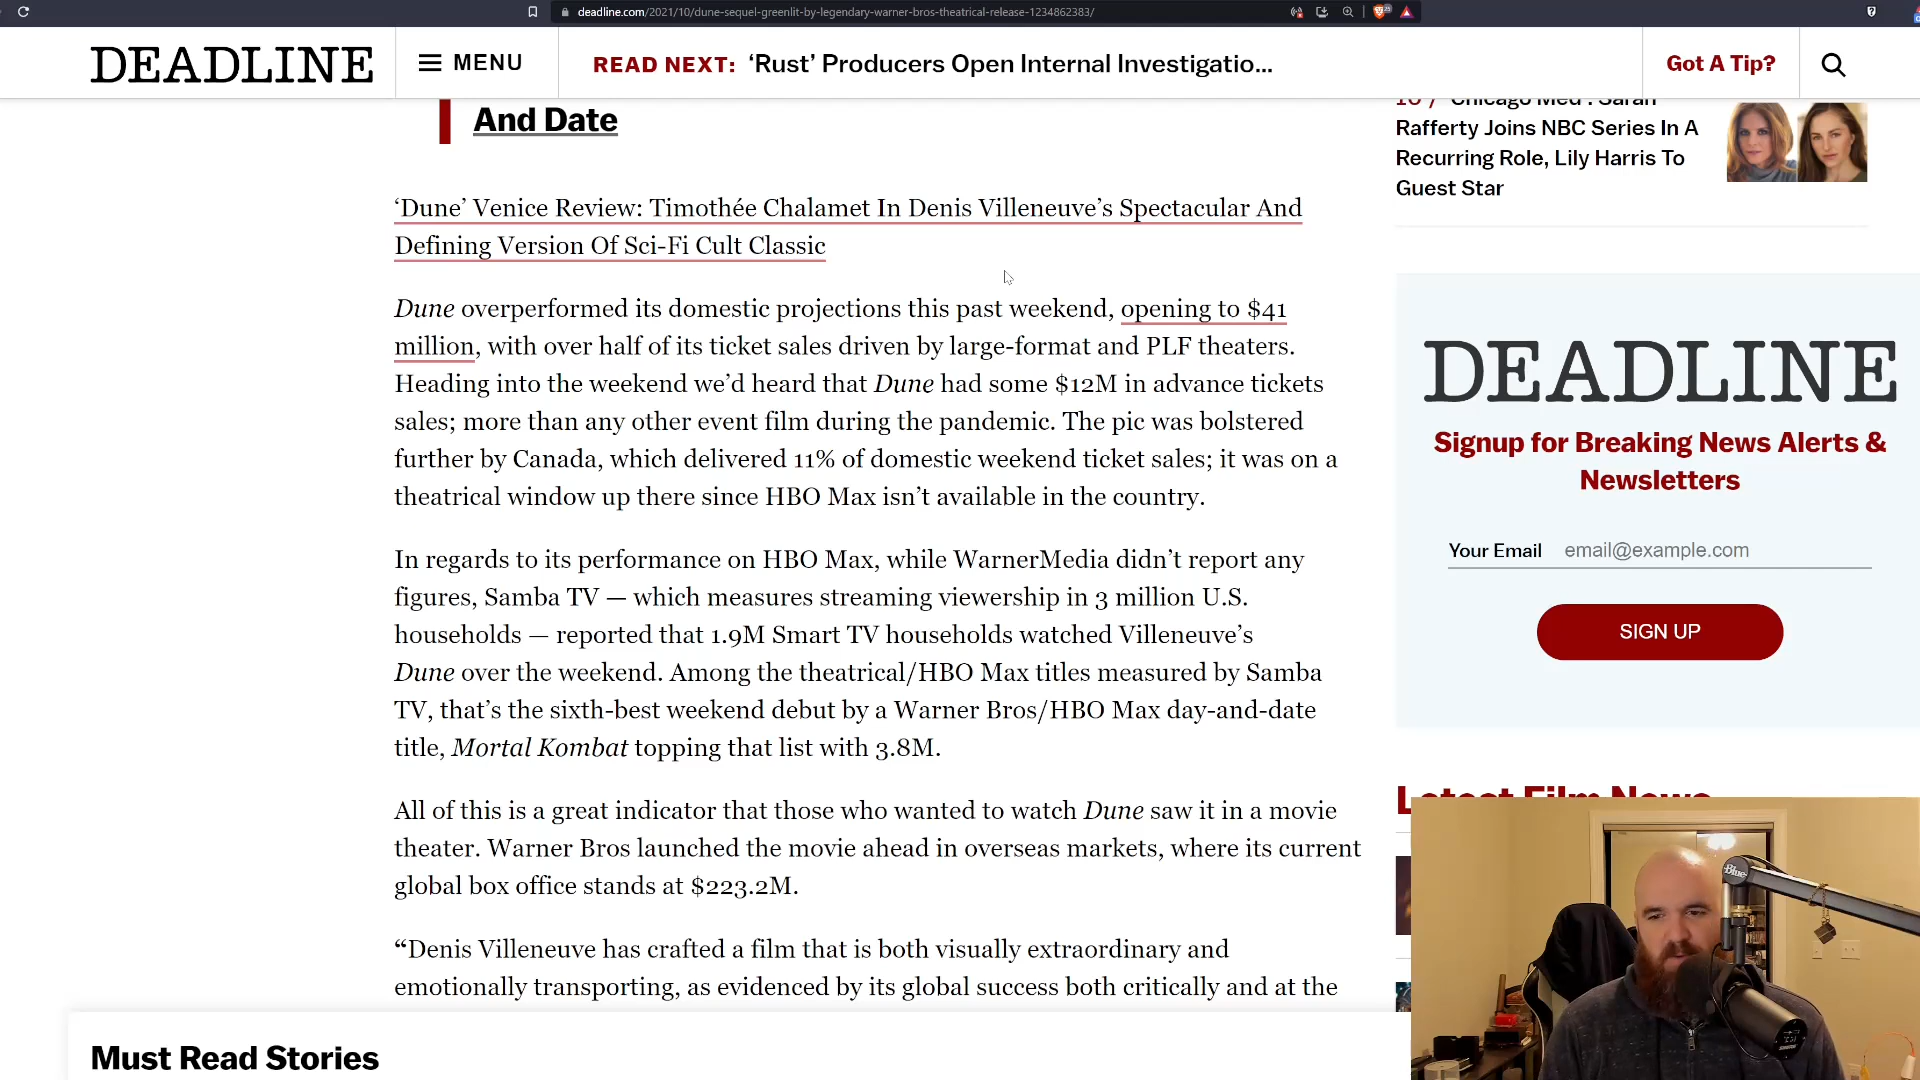 deadline.com/2021/10/dune-sequel-greenlit-by-legendary-warner-bros-theatrical-release-1234862383/
DEADLINE
MENU
READ NEXT: ‘Rust’ Producers Open Internal Investigatio...
Got A Tip?
And Date
‘Dune’ Venice Review: Timothée Chalamet In Denis Villeneuve’s Spectacular And
Defining Version Of Sci-Fi Cult Classic
Dune overperformed its domestic projections this past weekend, opening to $41
million, with over half of its ticket sales driven by large-format and PLF theaters.
Heading into the weekend we’d heard that Dune had some $12M in advance tickets
sales; more than any other event film during the pandemic. The pic was bolstered
further by Canada, which delivered 11% of domestic weekend ticket sales; it was on a
theatrical window up there since HBO Max isn’t available in the country.
In regards to its performance on HBO Max, while WarnerMedia didn’t report any
figures, Samba TV — which measures streaming viewership in 3 million U.S.
households — reported that 1.9M Smart TV households watched Villeneuve’s
Dune over the weekend. Among the theatrical/HBO Max titles measured by Samba
TV, that’s the sixth-best weekend debut by a Warner Bros/HBO Max day-and-date
title, Mortal Kombat topping that list with 3.8M.
All of this is a great indicator that those who wanted to watch Dune saw it in a movie
theater. Warner Bros launched the movie ahead in overseas markets, where its current
global box office stands at $223.2M.
“Denis Villeneuve has crafted a film that is both visually extraordinary and
emotionally transporting, as evidenced by its global success both critically and at the
Must Read Stories
10 / ‘Chicago Med’: Sarah
Rafferty Joins NBC Series In A
Recurring Role, Lily Harris To
Guest Star
DEADLINE
Signup for Breaking News Alerts &
Newsletters
Your Email email@example.com
SIGN UP
Latest Film News
Blue